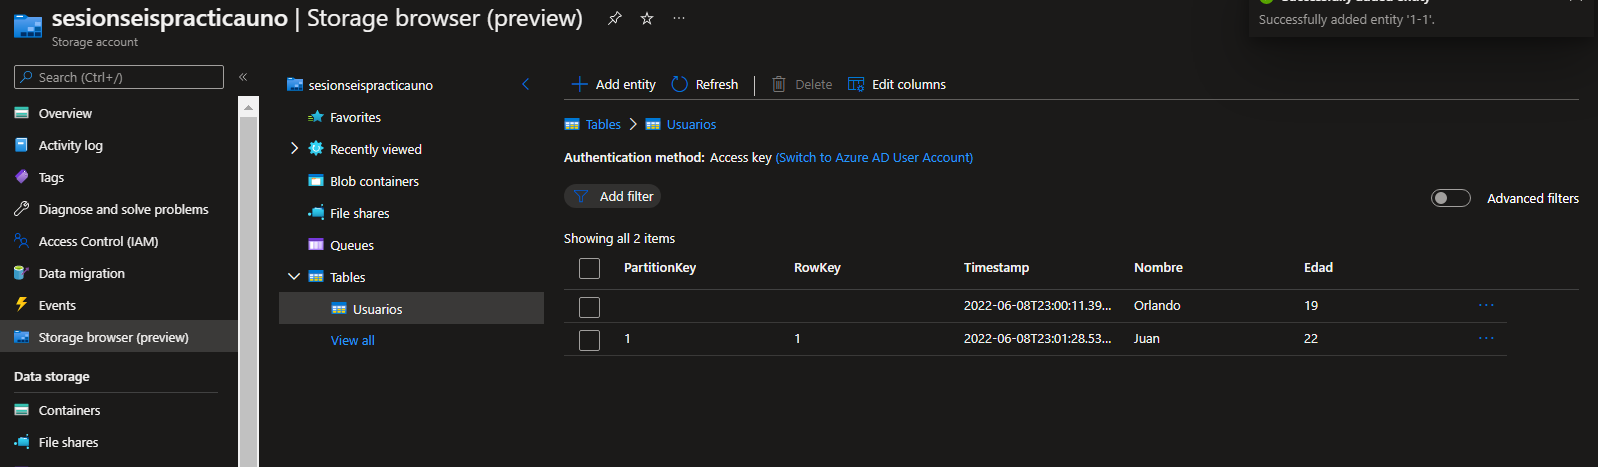 sesionseispracticauno | Storage browser (preview) ···
Storage account
Successfully added entity
Successfully added entity '1-1'.
Search (Ctrl+/)
Overview
Activity log
Tags
Diagnose and solve problems
Access Control (IAM)
Data migration
Events
Storage browser (preview)
Data storage
Containers
File shares
sesionseispracticauno
Favorites
Recently viewed
Blob containers
File shares
Queues
Tables
Usuarios
View all
Add entity Refresh Delete Edit columns
Tables > Usuarios
Authentication method: Access key (Switch to Azure AD User Account)
Add filter Advanced filters
Showing all 2 items
PartitionKey RowKey Timestamp Nombre Edad
2022-06-08T23:00:11.39... Orlando 19 ···
1 1 2022-06-08T23:01:28.53... Juan 22 ···